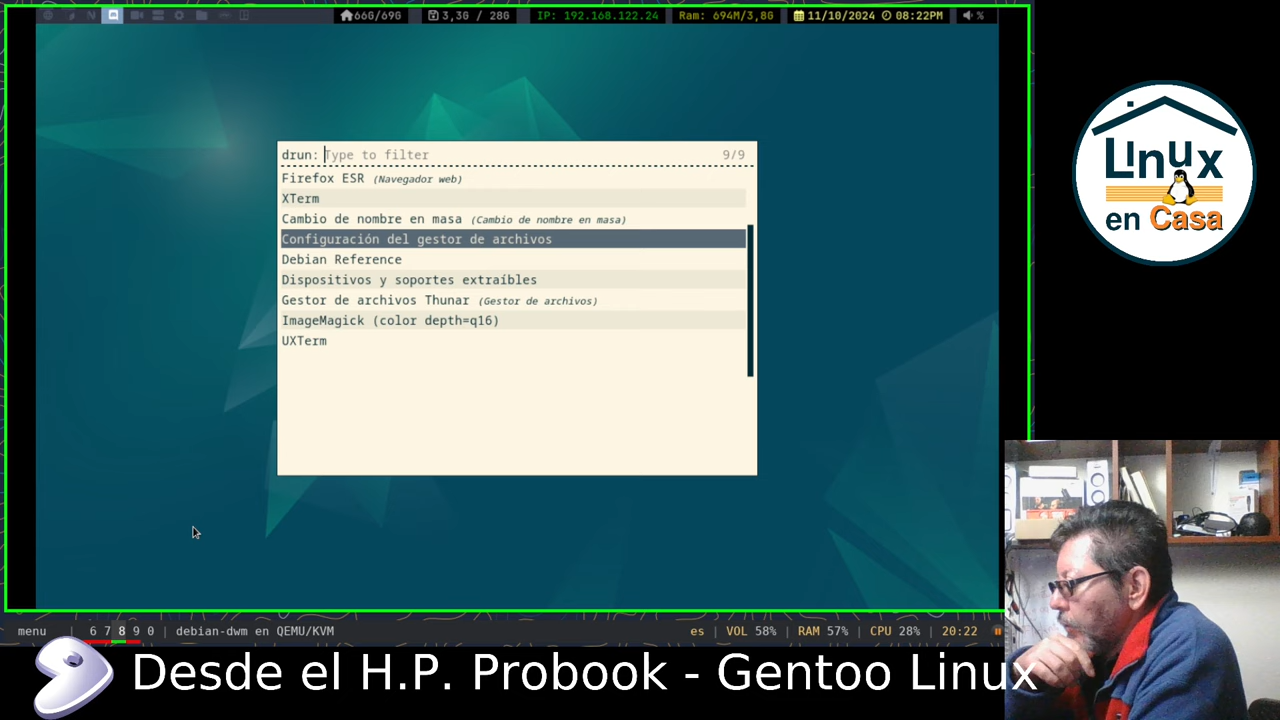 66G/69G 3,3G / 28G IP: 192.168.122.24 Ram: 694M/3,8G 11/10/2024 08:22PM %
drun: Type to filter 9/9
Firefox ESR (Navegador web)
XTerm
Cambio de nombre en masa (Cambio de nombre en masa)
Configuración del gestor de archivos
Debian Reference
Dispositivos y soportes extraíbles
Gestor de archivos Thunar (Gestor de archivos)
ImageMagick (color depth=q16)
UXTerm
Linux
en Casa
menu | 6 7 8 9 0 | debian-dwm en QEMU/KVM
es | VOL 58% | RAM 57% | CPU 28% | 20:22
Desde el H.P. Probook - Gentoo Linux